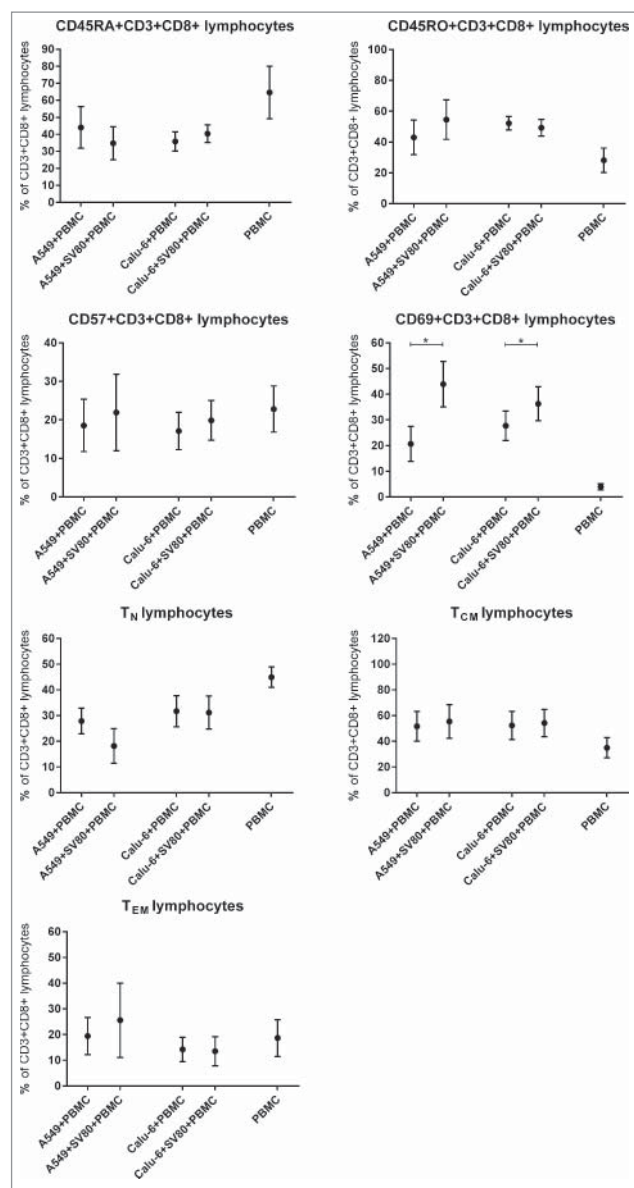 CD45RA+CD3+CD8+ lymphocytes
% of CD3+CD8+ lymphocytes
90
80
70
60
50
40
30
20
10
0
A549+PBMC
A549+SV80+PBMC
Calu-6+PBMC
Calu-6+SV80+PBMC
PBMC
CD45RO+CD3+CD8+ lymphocytes
% of CD3+CD8+ lymphocytes
100
80
60
40
20
0
A549+PBMC
A549+SV80+PBMC
Calu-6+PBMC
Calu-6+SV80+PBMC
PBMC
CD57+CD3+CD8+ lymphocytes
% of CD3+CD8+ lymphocytes
40
30
20
10
0
A549+PBMC
A549+SV80+PBMC
Calu-6+PBMC
Calu-6+SV80+PBMC
PBMC
CD69+CD3+CD8+ lymphocytes
% of CD3+CD8+ lymphocytes
60
50
40
30
20
10
0
*
*
A549+PBMC
A549+SV80+PBMC
Calu-6+PBMC
Calu-6+SV80+PBMC
PBMC
TN lymphocytes
% of CD3+CD8+ lymphocytes
60
50
40
30
20
10
0
A549+PBMC
A549+SV80+PBMC
Calu-6+PBMC
Calu-6+SV80+PBMC
PBMC
TCM lymphocytes
% of CD3+CD8+ lymphocytes
120
100
80
60
40
20
0
A549+PBMC
A549+SV80+PBMC
Calu-6+PBMC
Calu-6+SV80+PBMC
PBMC
TEM lymphocytes
% of CD3+CD8+ lymphocytes
60
50
40
30
20
10
0
A549+PBMC
A549+SV80+PBMC
Calu-6+PBMC
Calu-6+SV80+PBMC
PBMC